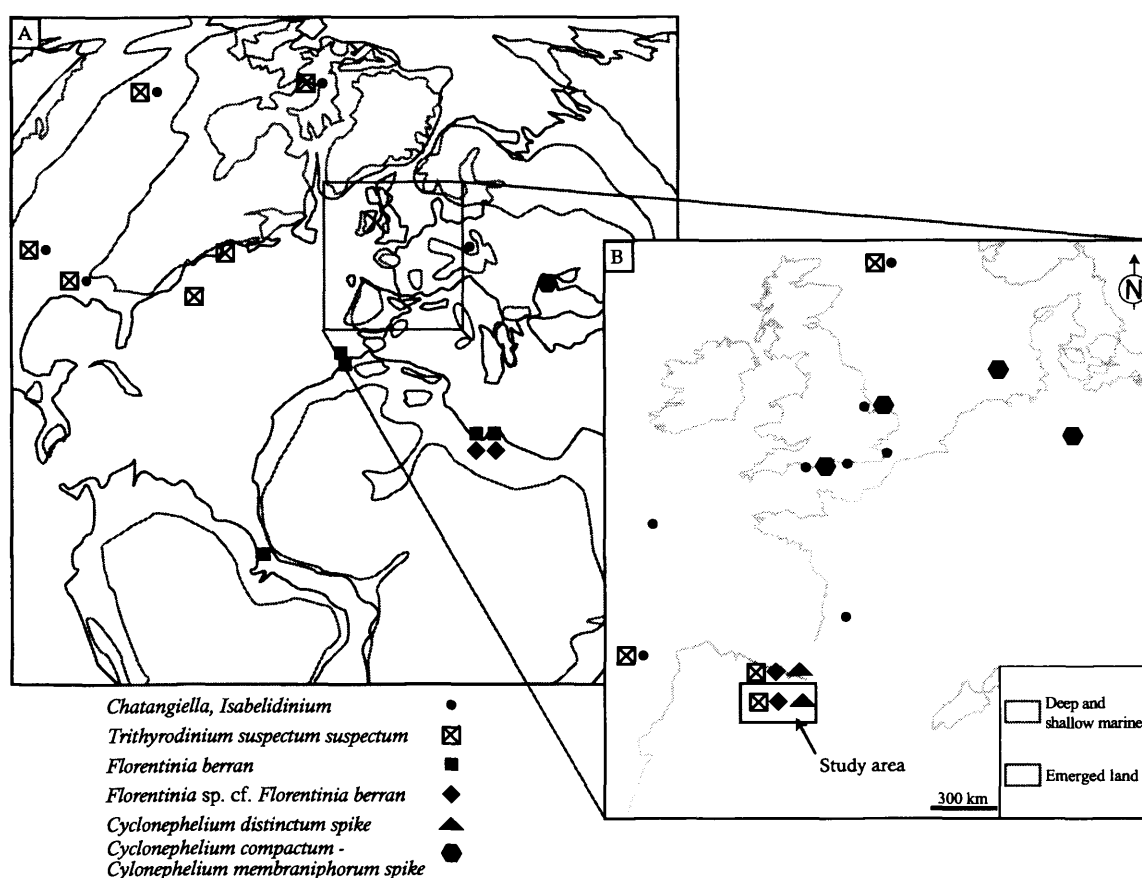 A
B
N
Deep and
shallow marine
Emerged land
Study area
300 km
Chatangiella, Isabelidinium
Trithyrodinium suspectum suspectum
Florentinia berran
Florentinia sp. cf. Florentinia berran
Cyclonephelium distinctum spike
Cyclonephelium compactum -
Cylonephelium membraniphorum spike